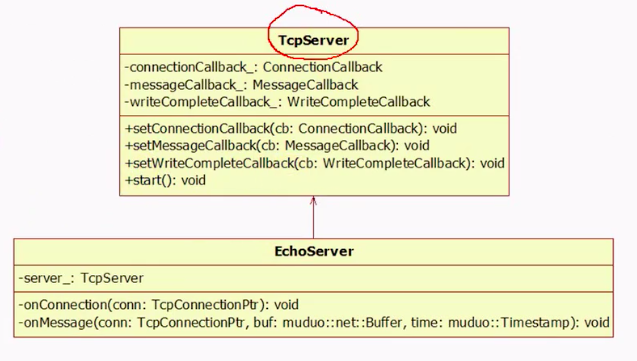 TcpServer
-connectionCallback_: ConnectionCallback
-messageCallback_: MessageCallback
-writeCompleteCallback_: WriteCompleteCallback
+setConnectionCallback(cb: ConnectionCallback): void
+setMessageCallback(cb: MessageCallback): void
+setWriteCompleteCallback(cb: WriteCompleteCallback): void
+start(): void
EchoServer
-server_: TcpServer
-onConnection(conn: TcpConnectionPtr): void
-onMessage(conn: TcpConnectionPtr, buf: muduo::net::Buffer, time: muduo::Timestamp): void